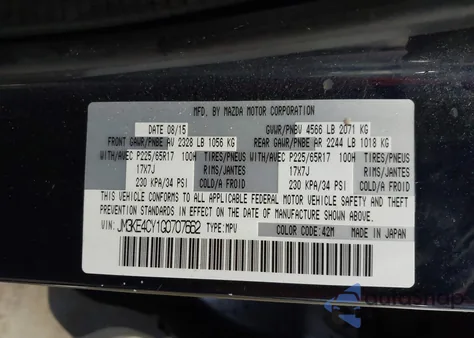 MFD. BY MAZDA MOTOR CORPORATION
DATE 08/15 GVWR/PNBV 4566 LB 2071 KG
FRONT GAWR/PNBE AV 2328 LB 1056 KG REAR GAWR/PNBE AR 2244 LB 1018 KG
WITH/AVEC P225/65R17 100H TIRES/PNEUS WITH/AVEC P225/65R17 100H TIRES/PNEUS
17X7J RIMS/JANTES 17X7J RIMS/JANTES
230 KPA/34 PSI COLD/A FROID 230 KPA/34 PSI COLD/A FROID
THIS VEHICLE CONFORMS TO ALL APPLICABLE FEDERAL MOTOR VEHICLE SAFETY AND THEFT
PREVENTION STANDARDS IN EFFECT ON THE DATE OF MANUFACTURE SHOWN ABOVE.
VIN: JM3KE4CY1G0707662 TYPE:MPV COLOR CODE:42M MADE IN JAPAN
autosnap